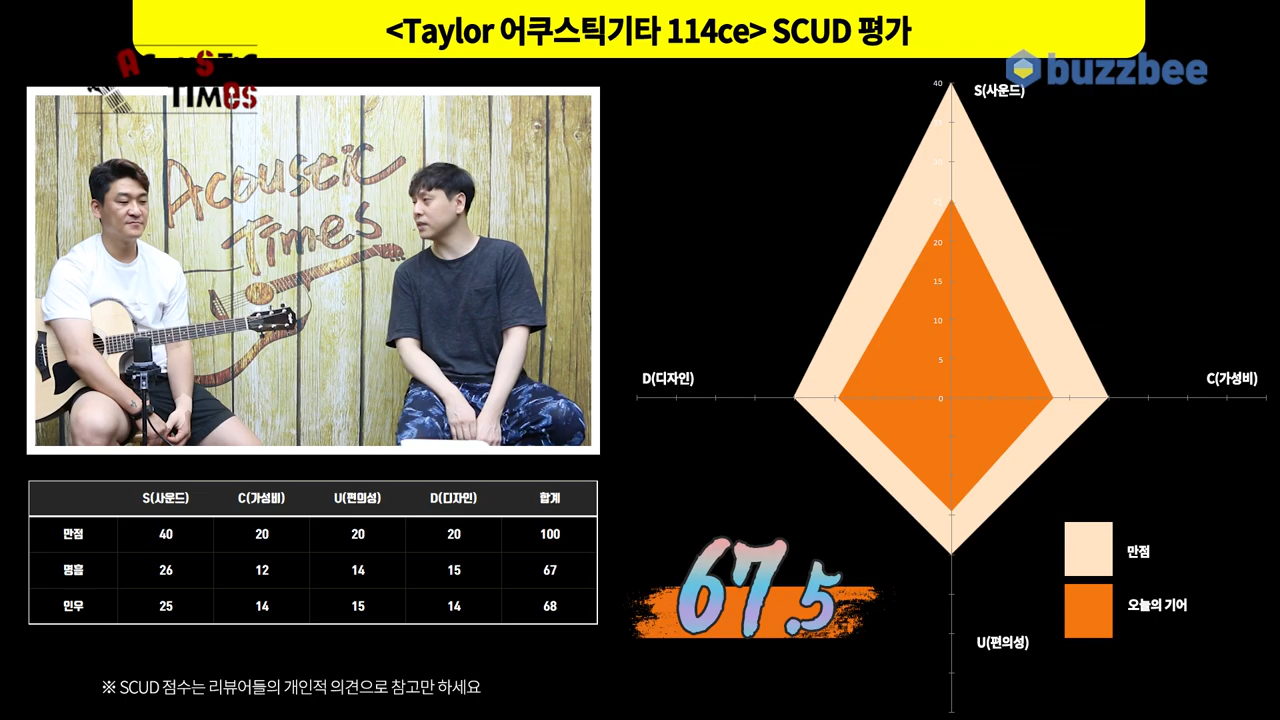 <Taylor 어쿠스틱기타 114ce> SCUD 평가
ACOUSTIC
TIMES
buzzbee
Acoustic
Times
S(사운드)
40
30
25
20
15
10
5
0
D(디자인)
C(가성비)
U(편의성)
S(사운드) C(가성비) U(편의성) D(디자인) 합계
만점 40 20 20 20 100
명흠 26 12 14 15 67
민우 25 14 15 14 68
67.5
만점
오늘의 기어
※ SCUD 점수는 리뷰어들의 개인적 의견으로 참고만 하세요